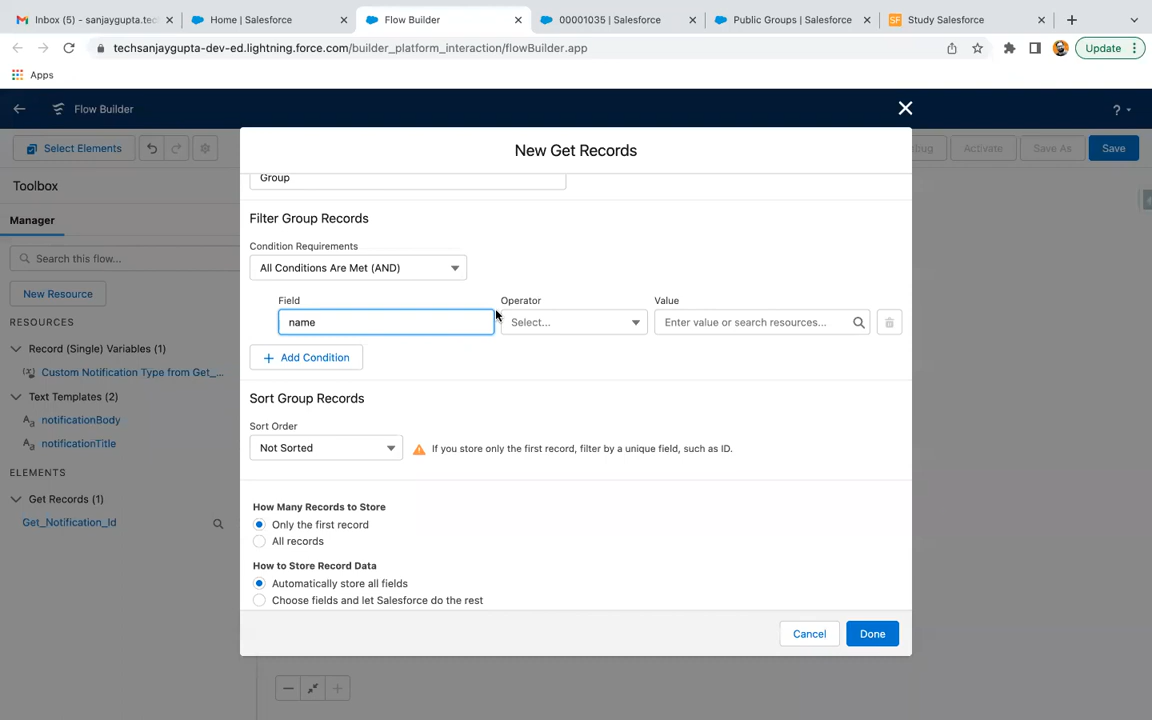 Inbox (5) - sanjaygupta.tec
Home | Salesforce
Flow Builder
00001035 | Salesforce
Public Groups | Salesforce
SF Study Salesforce
techsanjaygupta-dev-ed.lightning.force.com/builder_platform_interaction/flowBuilder.app
Update
Apps
Flow Builder
?
Select Elements
Activate
Save As
Save
New Get Records
Toolbox
Group
Manager
Filter Group Records
Condition Requirements
Search this flow...
All Conditions Are Met (AND)
New Resource
Field
Operator
Value
RESOURCES
name
Select...
Enter value or search resources...
Record (Single) Variables (1)
Add Condition
Custom Notification Type from Get_...
Text Templates (2)
Sort Group Records
Aa notificationBody
Sort Order
Aa notificationTitle
Not Sorted
If you store only the first record, filter by a unique field, such as ID.
ELEMENTS
Get Records (1)
How Many Records to Store
Get_Notification_Id
Only the first record
All records
How to Store Record Data
Automatically store all fields
Choose fields and let Salesforce do the rest
Cancel
Done